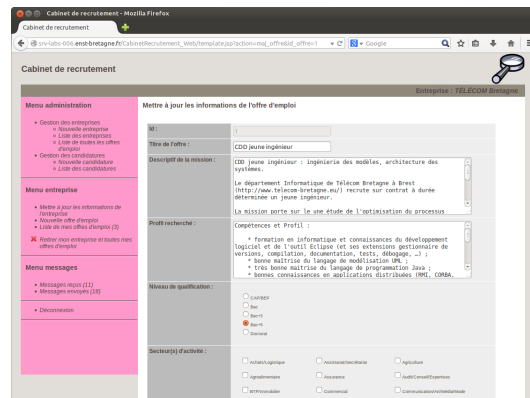 Cabinet de recrutement - Mozilla Firefox
Cabinet de recrutement
srv-labs-006.enst-bretagne.fr/CabinetRecrutement_Web/template.jsp?action=maj_offre&id_offre=1
Google
Cabinet de recrutement
Entreprise : TÉLÉCOM Bretagne
Menu administration
Gestion des entreprises
Nouvelle entreprise
Liste des entreprises
Liste de toutes les offres
d'emploi
Gestion des candidatures
Nouvelle candidature
Liste des candidatures
Menu entreprise
Mettre à jour les informations de
l'entreprise
Nouvelle offre d'emploi
Liste de mes offres d'emploi (3)
Retirer mon entreprise et toutes mes
offres d'emploi
Menu messages
Messages reçus (11)
Messages envoyés (18)
Déconnexion
Mettre à jour les informations de l'offre d'emploi
Id :
1
Titre de l'offre :
CDD jeune ingénieur
Descriptif de la mission :
CDD jeune ingénieur : ingénierie des modèles, architecture des
systèmes.
Le département Informatique de Télécom Bretagne à Brest
(http://www.telecom-bretagne.eu/) recrute sur contrat à durée
déterminée un jeune ingénieur.
La mission porte sur le une étude de l'optimisation du processus
Profil recherché :
Compétences et Profil :
* formation en informatique et connaissances du développement
logiciel et de l'outil Eclipse (et ses extensions gestionnaire de
versions, compilation, documentation, tests, débogage, …) ;
* bonne maîtrise du langage de modélisation UML ;
* très bonne maîtrise du langage de programmation Java ;
* bonnes connaissances en applications distribuées (RMI, CORBA,
Niveau de qualification :
CAP/BEP
Bac
Bac+3
Bac+5
Doctorat
Secteur(s) d'activité :
Achats/Logistique
Assistanat/Secrétariat
Agriculture
Agroalimentaire
Assurance
Audit/Conseil/Expertises
BTP/Immobilier
Commercial
Communication/Art/Média/Mode